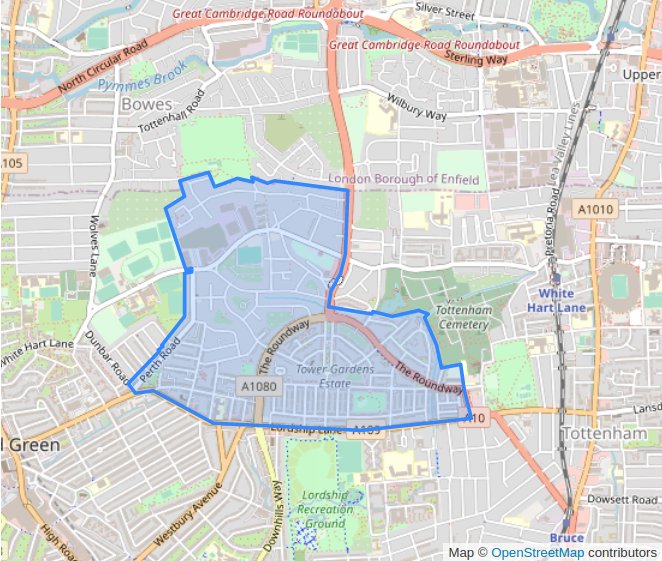 Silver Street
Great Cambridge Road Roundabout
Great Cambridge Road Roundabout
North Circular Road
Sterling Way
Pymmes Brook
Upper
Bowes
Wilbury Way
Tottenhall Road
Lea Valley Lines
A105
London Borough of Enfield
Pretoria Road
A1010
Wolves Lane
White
Hart Lane
Tottenham
Cemetery
White Hart Lane
Dunbar Road
Perth Road
The Roundway
Tower Gardens
Estate
The Roundway
A1080
Lordship Lane
A109
A10
Lansd
Tottenham
d Green
Westbury Avenue
Downhills Way
Lordship
Recreation
Ground
Dowsett Road
High Road
Bruce
Map © OpenStreetMap contributors